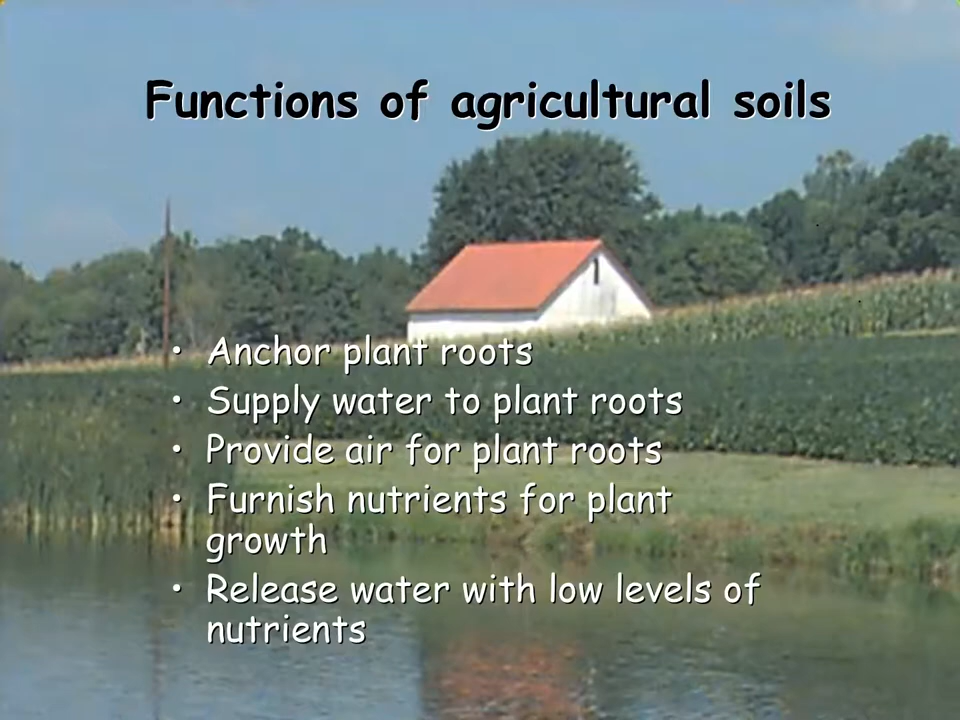 Functions of agricultural soils
• Anchor plant roots
• Supply water to plant roots
• Provide air for plant roots
• Furnish nutrients for plant
growth
• Release water with low levels of
nutrients